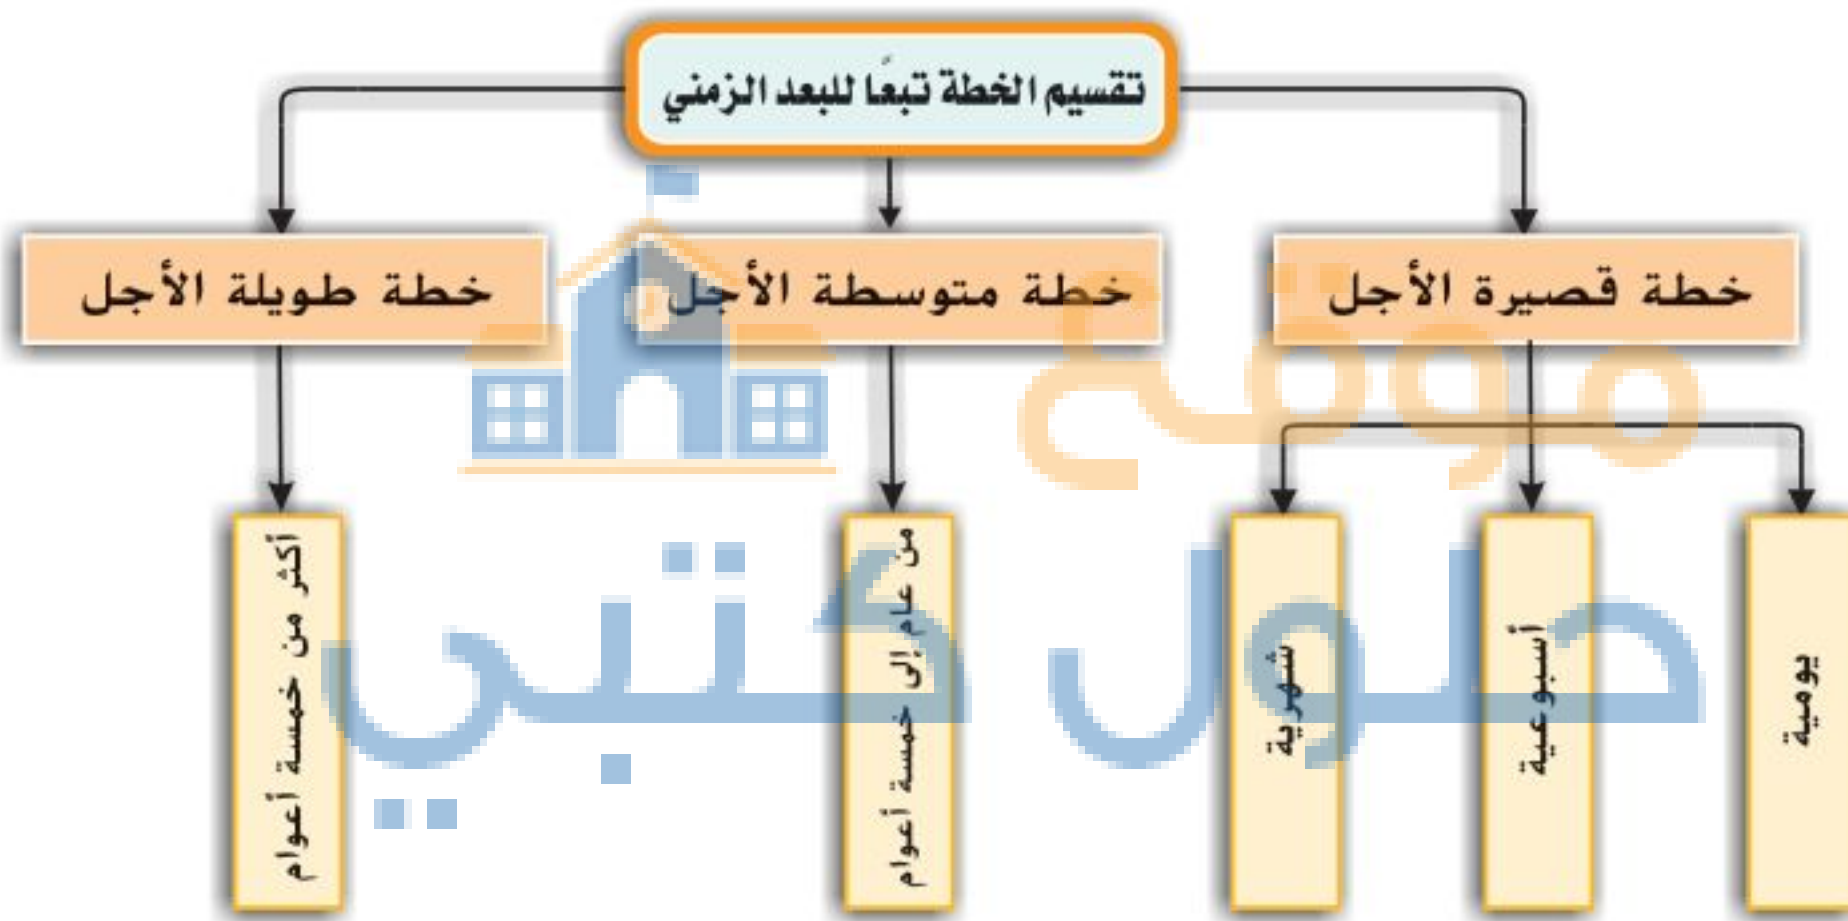 تقسيم الخطة تبعًا للبعد الزمني
خطة قصيرة الأجل
خطة متوسطة الأجل
خطة طويلة الأجل
يومية
أسبوعية
شهرية
من عام إلى خمسة أعوام
أكثر من خمسة أعوام
موقع
حلول كتبي